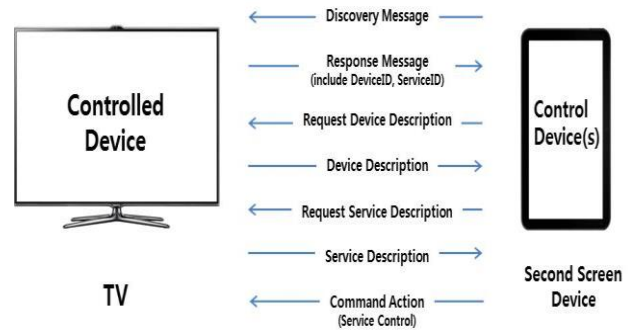 Discovery Message
Response Message
(include DeviceID, ServiceID)
Request Device Description
Device Description
Request Service Description
Service Description
Command Action
(Service Control)
Controlled
Device
TV
Control
Device(s)
Second Screen
Device